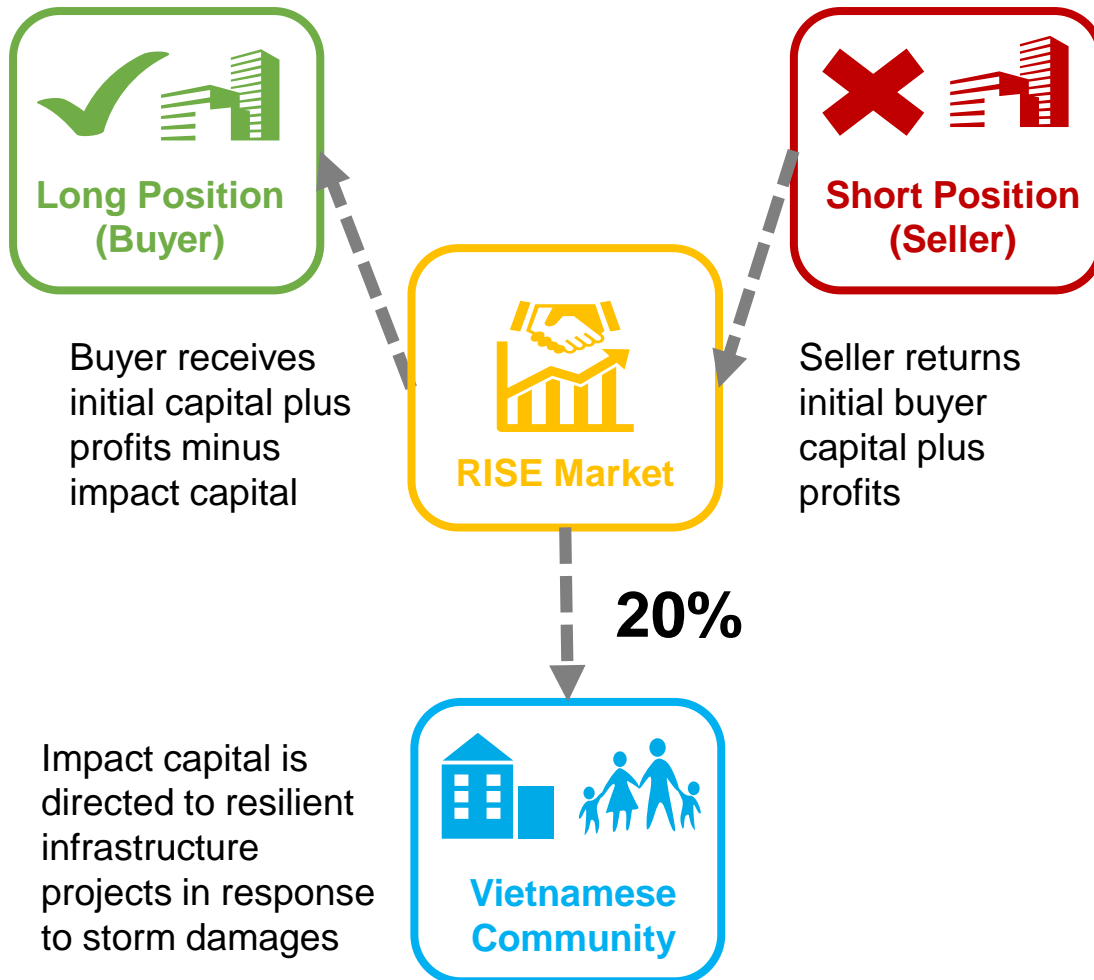 Long Position
(Buyer)
Short Position
(Seller)
Buyer receives
initial capital plus
profits minus
impact capital
RISE Market
Seller returns
initial buyer
capital plus
profits
20%
Impact capital is
directed to resilient
infrastructure
projects in response
to storm damages
Vietnamese
Community